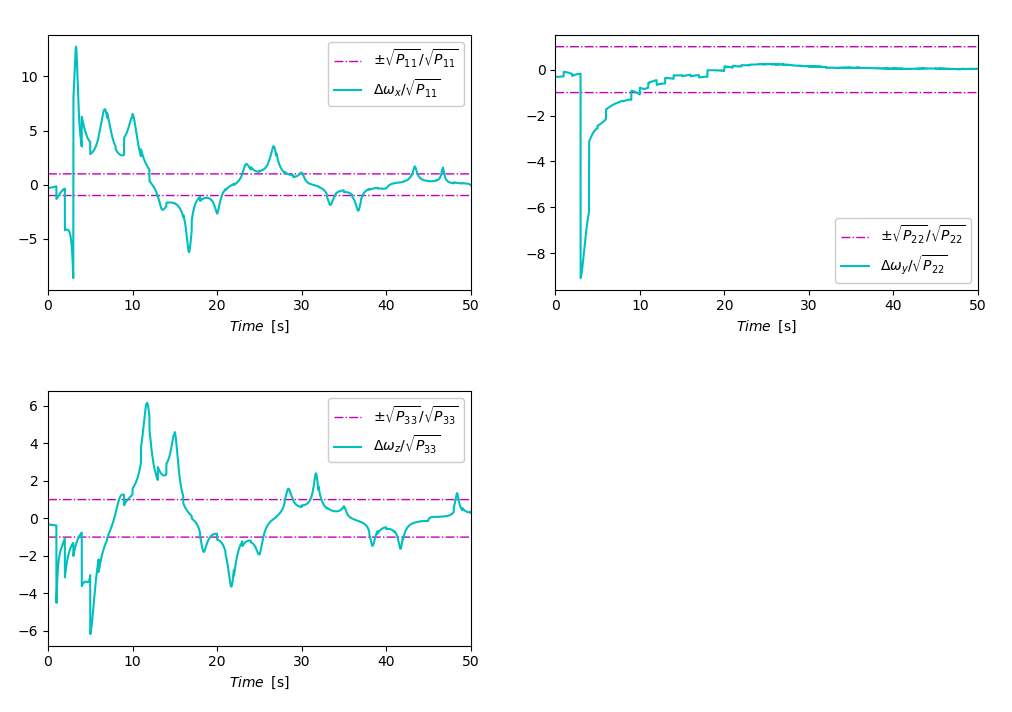 10
5
0
−5
±√P₁₁/√P₁₁
Δωₓ/√P₁₁
0 10 20 30 40 50
Time [s]
0
−2
−4
−6
−8
±√P₂₂/√P₂₂
Δω_y/√P₂₂
0 10 20 30 40 50
Time [s]
6
4
2
0
−2
−4
−6
±√P₃₃/√P₃₃
Δω_z/√P₃₃
0 10 20 30 40 50
Time [s]